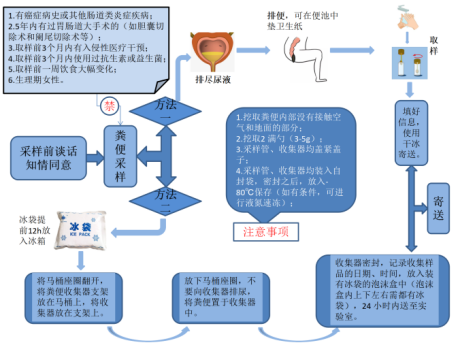 1.有癌症病史或其他肠道类炎症疾病;
2.5年内有过胃肠道大手术的(如胆囊切
除术和阑尾切除术等);
3.取样前3个月内有入侵性医疗干预;
4.取样前3个月内使用过抗生素或益生菌;
5.取样前一周饮食大幅变化;
6.生理期女性。
排便,可在便池中
垫卫生纸
排尽尿液
取
样
禁
方法
一
采样前谈话
知情同意
粪
便
采
样
1.挖取粪便内部没有接触空
气和地面的部分;
2.挖取2 满勺(3-5g);
3.采样管、收集器均盖紧盖
子;
4.采样管、收集器均装入自
封袋,密封之后,放入-
80℃保存(如有条件,可进
行液氮速冻);
注意事项
填好
信息,
使用
干冰
寄送。
方法
二
冰袋提
前12h放
入冰箱
冰袋
ICE PACK
寄
送
将马桶座圈翻开,
将粪便收集器支架
放在马桶上,将收
集器放在支架上。
放下马桶座圈,不
要向收集器排尿,
将粪便置于收集器
中。
收集器密封,记录收集样
品的日期、时间,放入装
有冰袋的泡沫盒中(泡沫
盒内上下左右需都有冰
袋),24 小时内送至实
验室。